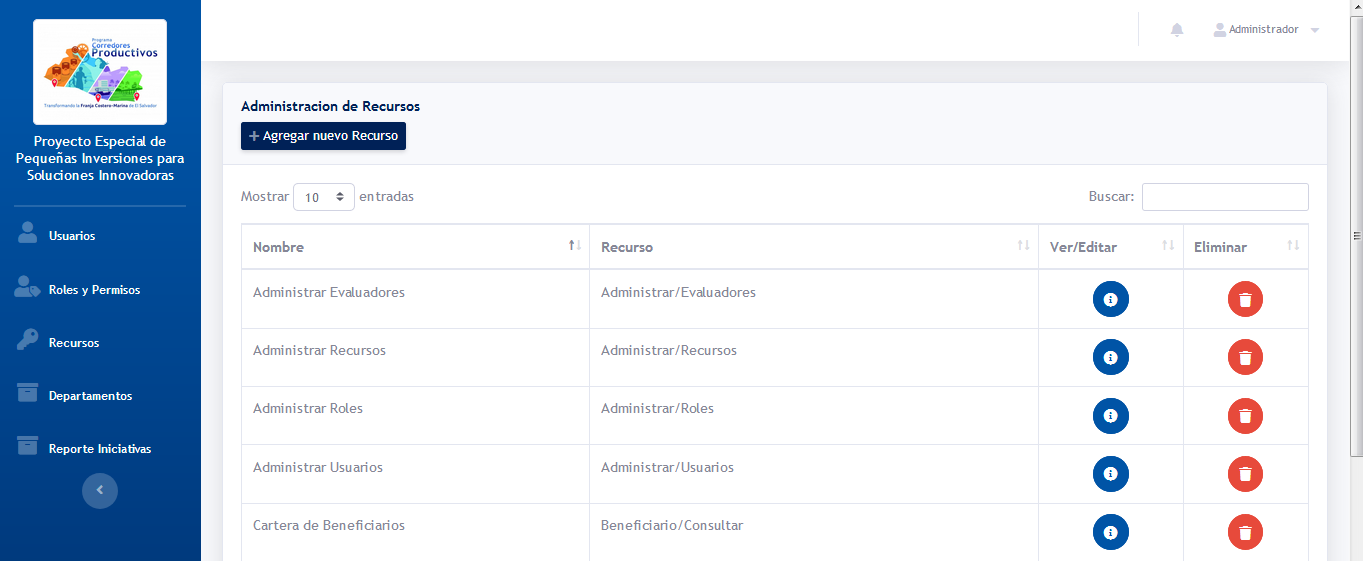 Programa
Corredores
Productivos
Transformando la Franja Costero-Marina de El Salvador
Proyecto Especial de
Pequeñas Inversiones para
Soluciones Innovadoras
Usuarios
Roles y Permisos
Recursos
Departamentos
Reporte Iniciativas
Administrador
Administracion de Recursos
+ Agregar nuevo Recurso
Mostrar 10 entradas
Buscar:
Nombre Recurso Ver/Editar Eliminar
Administrar Evaluadores Administrar/Evaluadores
Administrar Recursos Administrar/Recursos
Administrar Roles Administrar/Roles
Administrar Usuarios Administrar/Usuarios
Cartera de Beneficiarios Beneficiario/Consultar